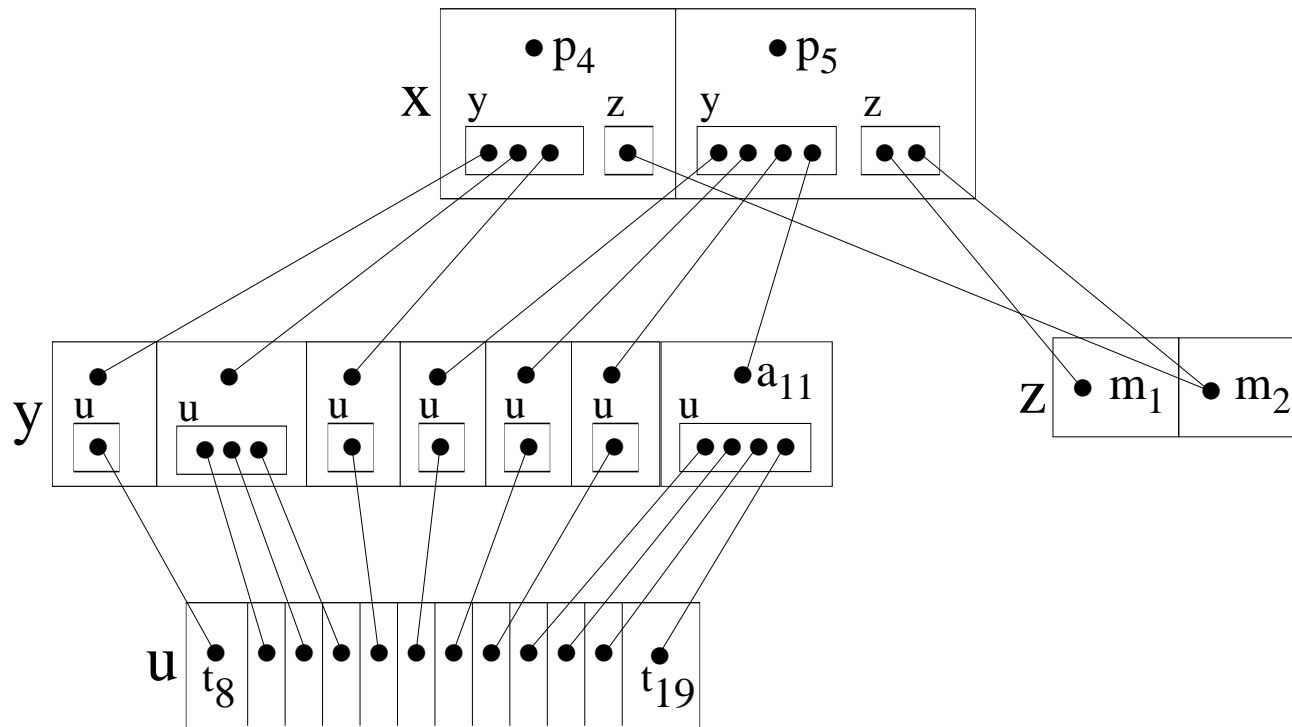 p4 p5
x y z y z
a11
y u u u u u u u z m1 m2
u t8 t19